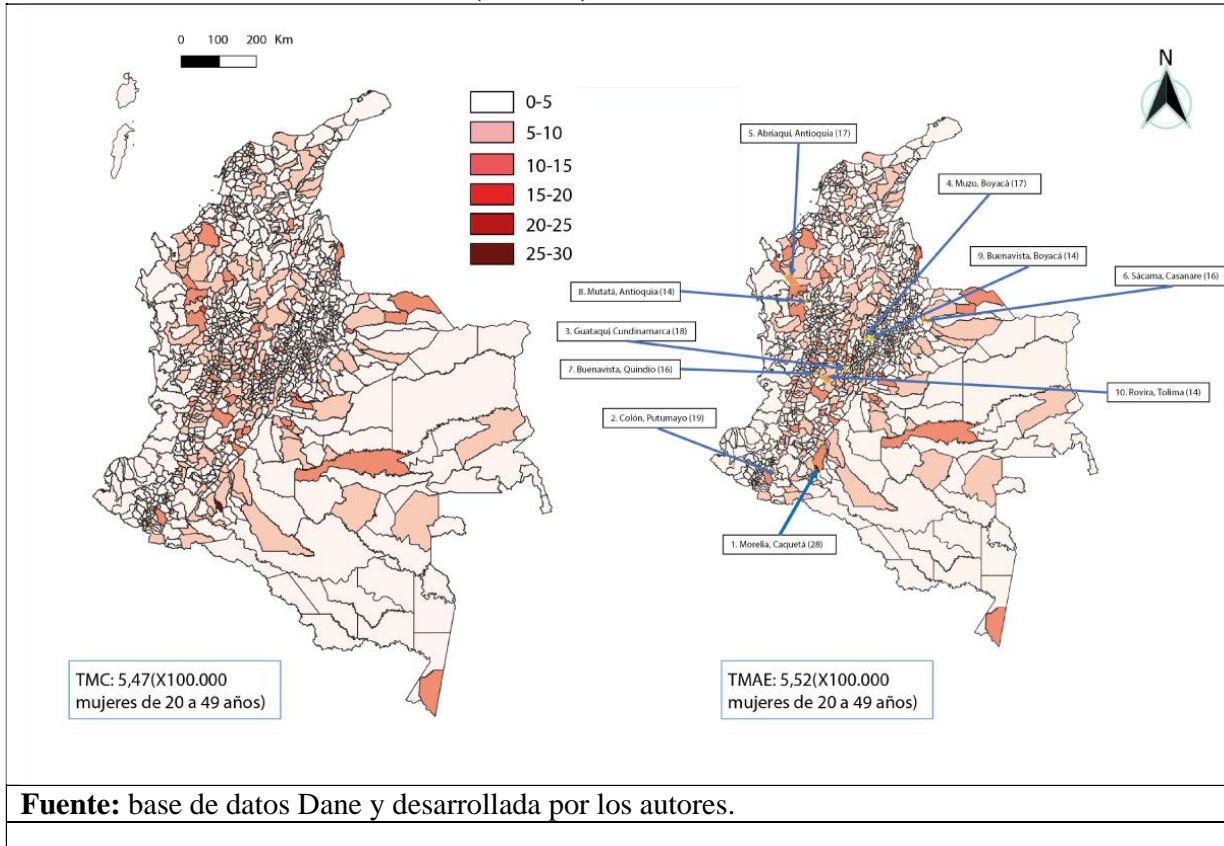 0 100 200 Km
N
0-5
5-10
10-15
15-20
20-25
25-30
5. Abriaquí, Antioquia (17)
4. Muzo, Boyacá (17)
9. Buenavista, Boyacá (14)
6. Sácama, Casanare (16)
8. Mutatá, Antioquia (14)
3. Guataquí, Cundinamarca (18)
7. Buenavista, Quindío (16)
10. Rovira, Tolima (14)
2. Colón, Putumayo (19)
1. Morelia, Caquetá (28)
TMC: 5,47(X100.000
mujeres de 20 a 49 años)
TMAE: 5,52(X100.000
mujeres de 20 a 49 años)
Fuente: base de datos Dane y desarrollada por los autores.